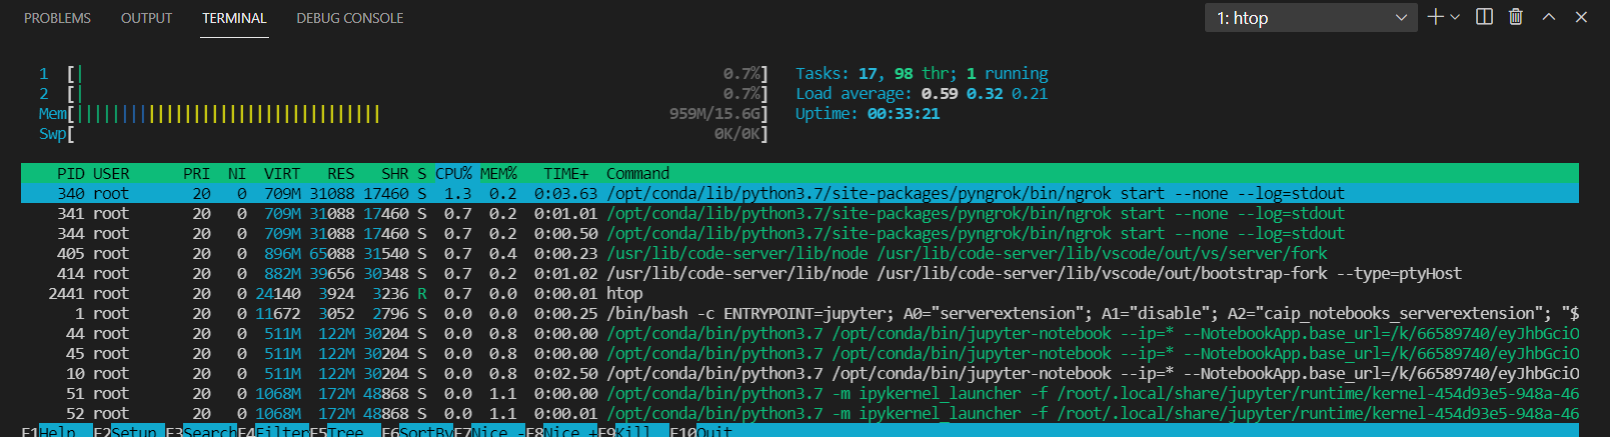 PROBLEMS OUTPUT TERMINAL DEBUG CONSOLE 1: htop
1 [| 0.7%] Tasks: 17, 98 thr; 1 running
2 [| 0.7%] Load average: 0.59 0.32 0.21
Mem[||||||||||||||||||||||||||||||||||| 959M/15.6G] Uptime: 00:33:21
Swp[ 0K/0K]
PID USER PRI NI VIRT RES SHR S CPU% MEM% TIME+ Command
340 root 20 0 709M 31088 17460 S 1.3 0.2 0:03.63 /opt/conda/lib/python3.7/site-packages/pyngrok/bin/ngrok start --none --log=stdout
341 root 20 0 709M 31088 17460 S 0.7 0.2 0:01.01 /opt/conda/lib/python3.7/site-packages/pyngrok/bin/ngrok start --none --log=stdout
344 root 20 0 709M 31088 17460 S 0.7 0.2 0:00.50 /opt/conda/lib/python3.7/site-packages/pyngrok/bin/ngrok start --none --log=stdout
405 root 20 0 896M 65088 31540 S 0.7 0.4 0:00.23 /usr/lib/code-server/lib/node /usr/lib/code-server/lib/vscode/out/vs/server/fork
414 root 20 0 882M 39656 30348 S 0.7 0.2 0:01.02 /usr/lib/code-server/lib/node /usr/lib/code-server/lib/vscode/out/bootstrap-fork --type=ptyHost
2441 root 20 0 24140 3924 3236 R 0.7 0.0 0:00.01 htop
1 root 20 0 11672 3052 2796 S 0.0 0.0 0:00.25 /bin/bash -c ENTRYPOINT=jupyter; A0="serverextension"; A1="disable"; A2="caip_notebooks_serverextension"; "$
44 root 20 0 511M 122M 30204 S 0.0 0.8 0:00.00 /opt/conda/bin/python3.7 /opt/conda/bin/jupyter-notebook --ip=* --NotebookApp.base_url=/k/66589740/eyJhbGciO
45 root 20 0 511M 122M 30204 S 0.0 0.8 0:00.00 /opt/conda/bin/python3.7 /opt/conda/bin/jupyter-notebook --ip=* --NotebookApp.base_url=/k/66589740/eyJhbGciO
10 root 20 0 511M 122M 30204 S 0.0 0.8 0:02.50 /opt/conda/bin/python3.7 /opt/conda/bin/jupyter-notebook --ip=* --NotebookApp.base_url=/k/66589740/eyJhbGciO
51 root 20 0 1068M 172M 48868 S 0.0 1.1 0:00.00 /opt/conda/bin/python3.7 -m ipykernel_launcher -f /root/.local/share/jupyter/runtime/kernel-454d93e5-948a-46
52 root 20 0 1068M 172M 48868 S 0.0 1.1 0:00.01 /opt/conda/bin/python3.7 -m ipykernel_launcher -f /root/.local/share/jupyter/runtime/kernel-454d93e5-948a-46
F1Help F2Setup F3SearchF4FilterF5Tree F6SortByF7Nice -F8Nice +F9Kill F10Quit